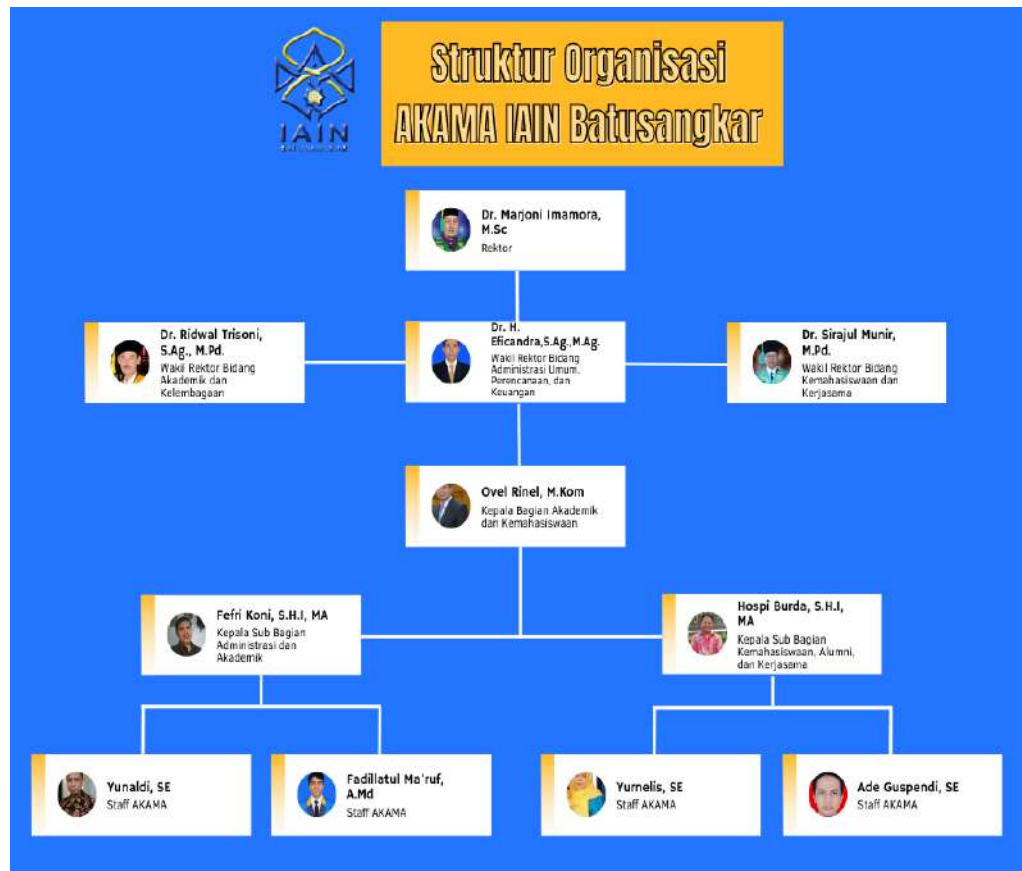 Struktur Organisasi
AKAMA IAIN Batusangkar
IAIN
Dr. Marjoni Imamora,
M.Sc
Rektor
Dr. Ridwal Trisoni,
S.Ag., M.Pd.
Wakil Rektor Bidang
Akademik dan
Kelembagaan
Dr. H.
Eficandra,S.Ag.,M.Ag.
Wakil Rektor Bidang
Administrasi Umum,
Perencanaan, dan
Keuangan
Dr. Sirajul Munir,
M.Pd.
Wakil Rektor Bidang
Kemahasiswaan dan
Kerjasama
Ovel Rinel, M.Kom
Kepala Bagian Akademik
dan Kemahasiswaan
Fefri Koni, S.H.I, MA
Kepala Sub Bagian
Administrasi dan
Akademik
Hospi Burda, S.H.I,
MA
Kepala Sub Bagian
Kemahasiswaan, Alumni,
dan Kerjasama
Yunaldi, SE
Staff AKAMA
Fadillatul Ma'ruf,
A.Md
Staff AKAMA
Yurnelis, SE
Staff AKAMA
Ade Guspendi, SE
Staff AKAMA